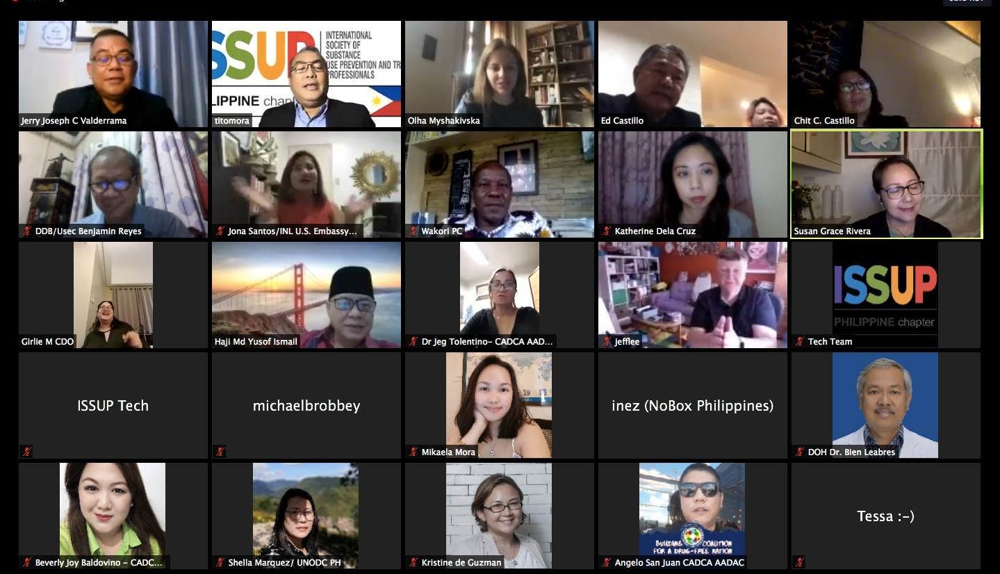 SSUP
INTERNATIONAL
SOCIETY OF
SUBSTANCE
USE PREVENTION AND TR
PROFESSIONALS
LIPPINE chap
Jerry Joseph C Valderrama
titomora
Olha Myshakivska
Ed Castillo
Chit C. Castillo
DDB/Usec Benjamin Reyes
Jona Santos/INL U.S. Embassy...
Wakori PC
Katherine Dela Cruz
Susan Grace Rivera
ISSUP
PHILIPPINE chapter
Girlie M CDO
Haji Md Yusof Ismail
Dr Jeg Tolentino- CADCA AAD...
jefflee
Tech Team
ISSUP Tech
michaelbrobbey
inez (NoBox Philippines)
Mikaela Mora
DOH Dr. Bien Leabres
BUILDING COALITION
FOR A DRUG-FREE NATION
Tessa :-)
Beverly Joy Baldovino - CADC...
Shella Marquez/ UNODC PH
Kristine de Guzman
Angelo San Juan CADCA AADAC